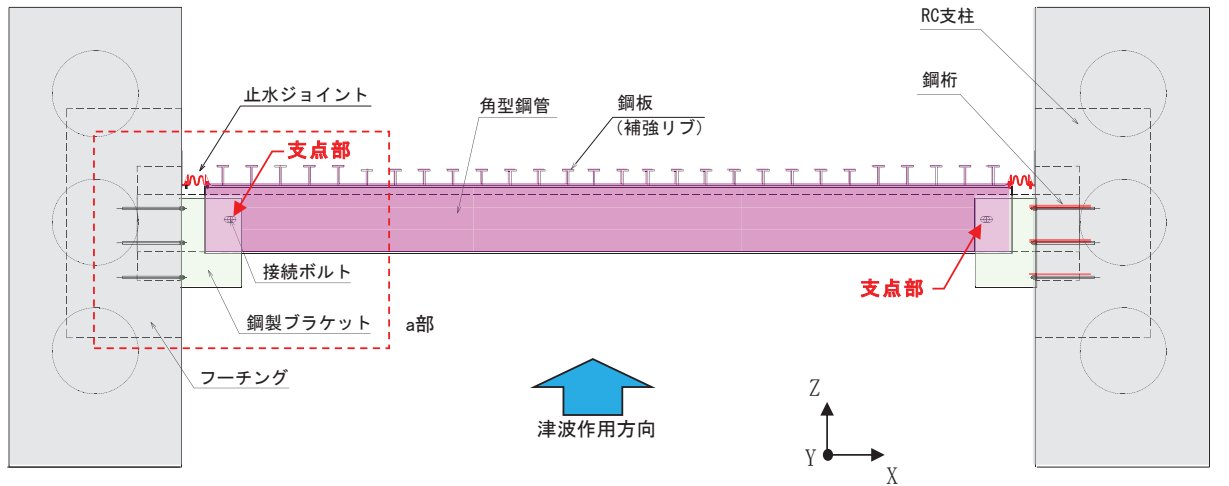 RC支柱
鋼桁
止水ジョイント
角型鋼管
鋼板
(補強リブ)
支点部
接続ボルト
支点部
鋼製ブラケット
a部
フーチング
津波作用方向
Z
Y
X